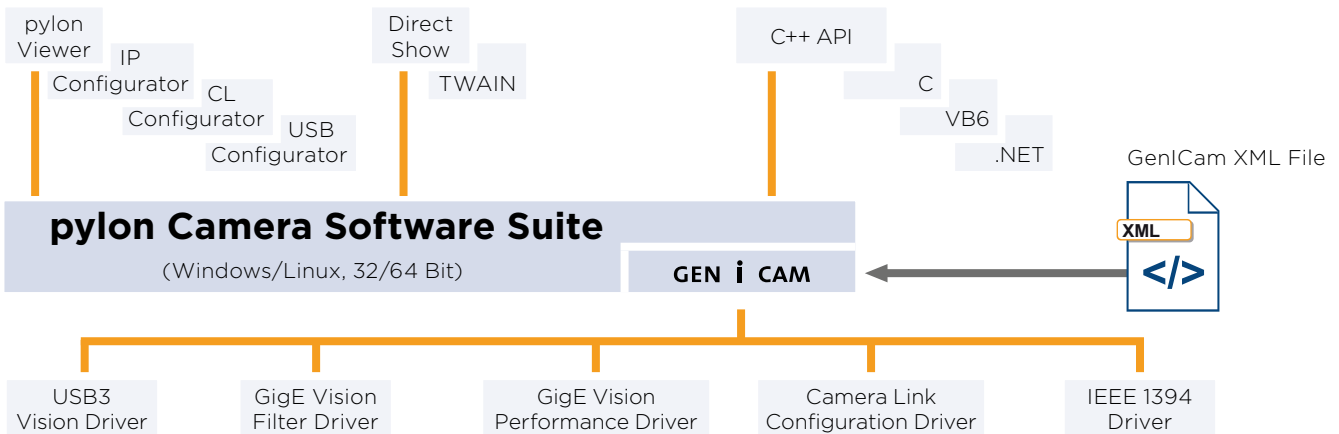 pylon
Viewer
IP
Configurator
CL
Configurator
USB
Configurator
Direct
Show
TWAIN
C++ API
C
VB6
.NET
GenICam XML File
XML
</>
pylon Camera Software Suite
(Windows/Linux, 32/64 Bit)
GEN i CAM
USB3
Vision Driver
GigE Vision
Filter Driver
GigE Vision
Performance Driver
Camera Link
Configuration Driver
IEEE 1394
Driver